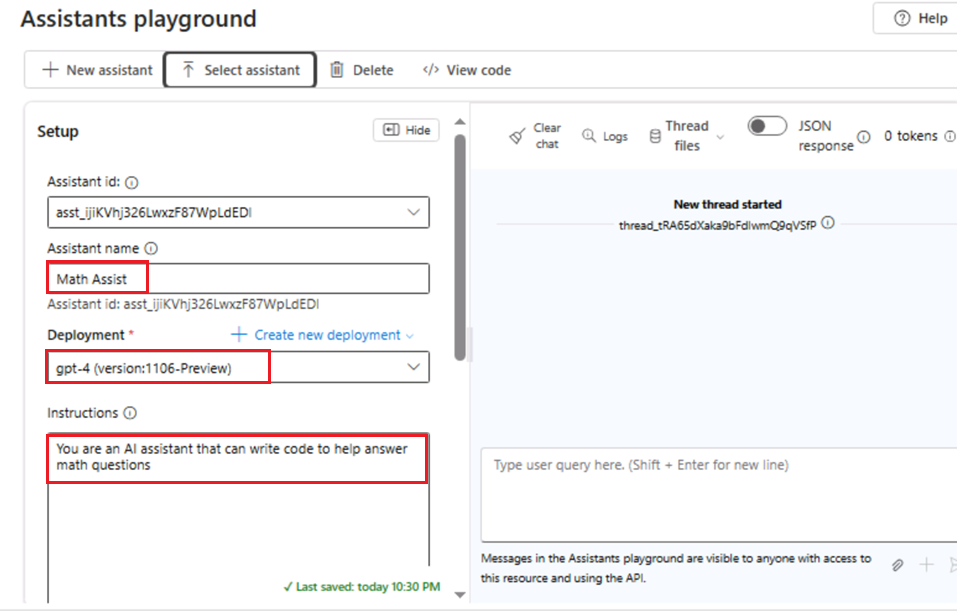 Assistants playground
Help
New assistant
Select assistant
Delete
View code
Setup
Hide
Assistant id:
asst_ijiKVhj326LwxzF87WpLdEDI
Assistant name
Math Assist
Assistant id: asst_ijiKVhj326LwxzF87WpLdEDI
Deployment *
Create new deployment
gpt-4 (version:1106-Preview)
Instructions
You are an AI assistant that can write code to help answer
math questions
Last saved: today 10:30 PM
Clear
chat
Logs
Thread
files
JSON
response
0 tokens
New thread started
thread_tRA65dXaka9bFdIwmQ9qVSfP
Type user query here. (Shift + Enter for new line)
Messages in the Assistants playground are visible to anyone with access to
this resource and using the API.